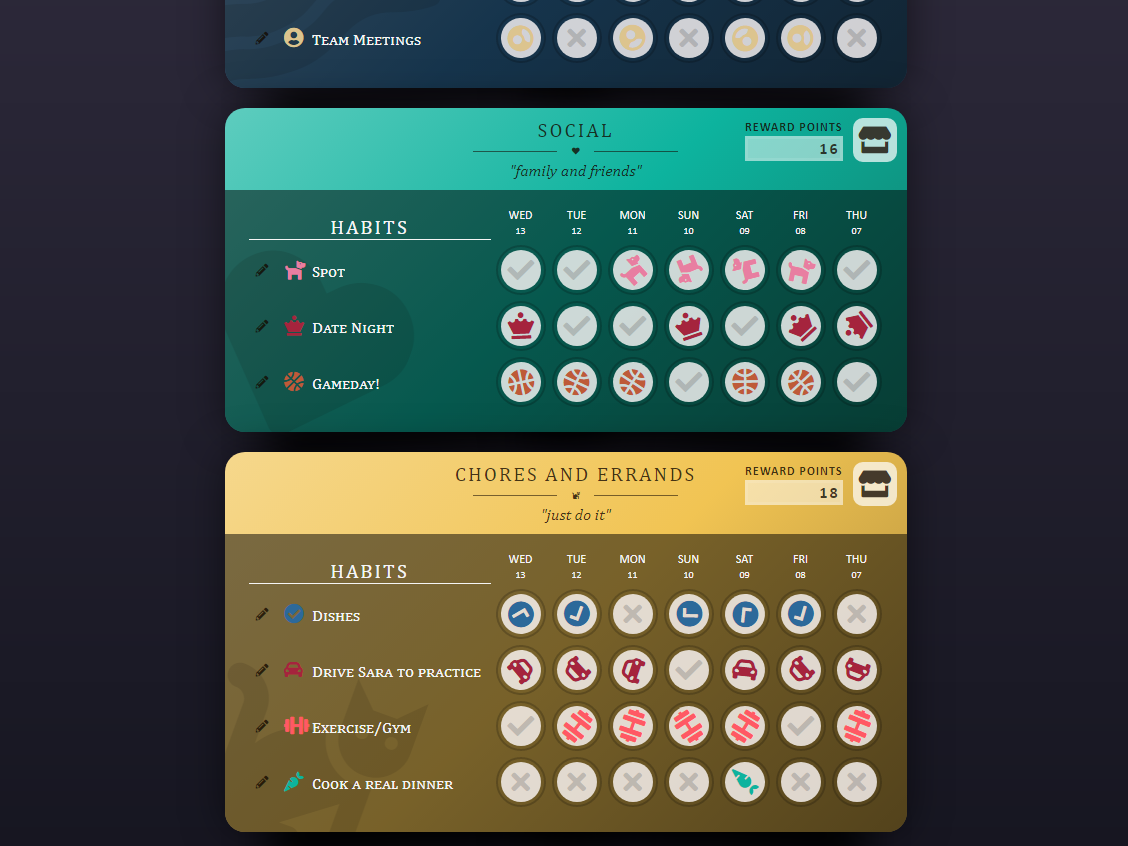 Team Meetings
SOCIAL
"family and friends"
REWARD POINTS
16
HABITS
WED TUE MON SUN SAT FRI THU
13 12 11 10 09 08 07
Spot
Date Night
Gameday!
CHORES AND ERRANDS
"just do it"
REWARD POINTS
18
HABITS
WED TUE MON SUN SAT FRI THU
13 12 11 10 09 08 07
Dishes
Drive Sara to practice
Exercise/Gym
Cook a real dinner